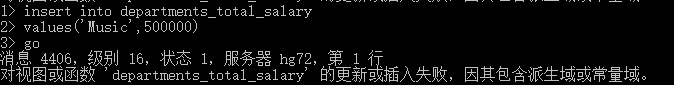 1> insert into departments_total_salary
2> values('Music',500000)
3> go
消息 4406，级别 16，状态 1，服务器 hg72，第 1 行
对视图或函数 'departments_total_salary' 的更新或插入失败，因其包含派生域或常量域。